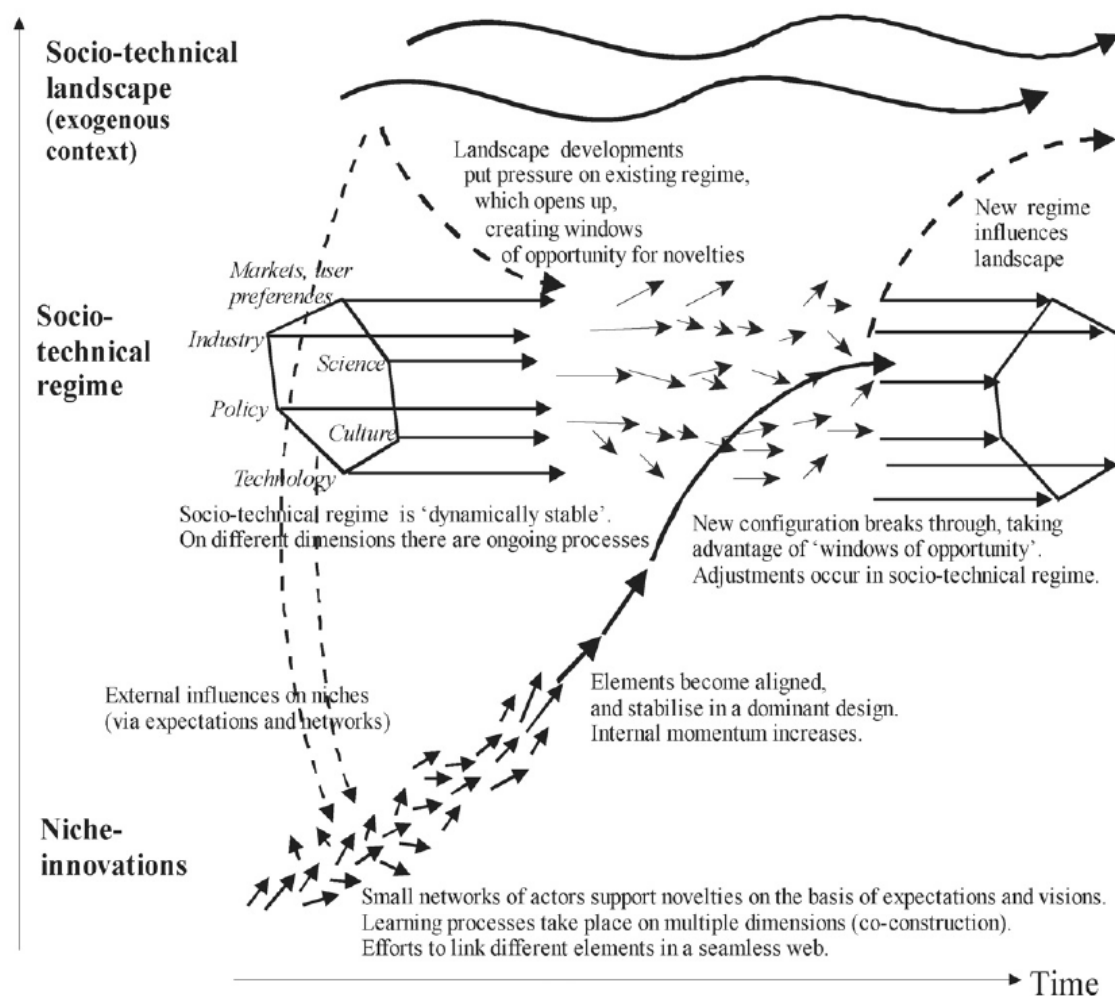 Socio-technical
landscape
(exogenous
context)
Landscape developments
put pressure on existing regime,
which opens up,
creating windows
of opportunity for novelties
New regime
influences
landscape
Markets, user
preferences
Socio-
technical
regime
Industry
Science
Policy
Culture
Technology
Socio-technical regime is ‘dynamically stable’.
On different dimensions there are ongoing processes
New configuration breaks through, taking
advantage of ‘windows of opportunity’.
Adjustments occur in socio-technical regime.
External influences on niches
(via expectations and networks)
Elements become aligned,
and stabilise in a dominant design.
Internal momentum increases.
Niche-
innovations
Small networks of actors support novelties on the basis of expectations and visions.
Learning processes take place on multiple dimensions (co-construction).
Efforts to link different elements in a seamless web.
Time